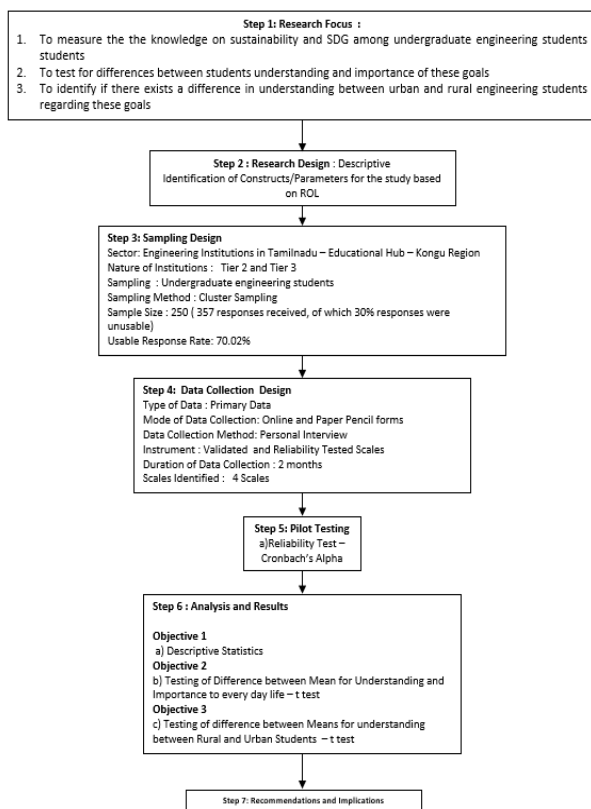 Step 1: Research Focus :
1. To measure the the knowledge on sustainability and SDG among undergraduate engineering students
students
2. To test for differences between students understanding and importance of these goals
3. To identify if there exists a difference in understanding between urban and rural engineering students
regarding these goals
Step 2 : Research Design : Descriptive
Identification of Constructs/Parameters for the study based
on ROL
Step 3: Sampling Design
Sector: Engineering Institutions in Tamilnadu – Educational Hub – Kongu Region
Nature of Institutions : Tier 2 and Tier 3
Sampling : Undergraduate engineering students
Sampling Method : Cluster Sampling
Sample Size : 250 ( 357 responses received, of which 30% responses were
unusable)
Usable Response Rate: 70.02%
Step 4: Data Collection Design
Type of Data : Primary Data
Mode of Data Collection: Online and Paper Pencil forms
Data Collection Method: Personal Interview
Instrument : Validated and Reliability Tested Scales
Duration of Data Collection : 2 months
Scales Identified : 4 Scales
Step 5: Pilot Testing
a)Reliability Test –
Cronbach's Alpha
Step 6 : Analysis and Results
Objective 1
a) Descriptive Statistics
Objective 2
b) Testing of Difference between Mean for Understanding and
Importance to every day life – t test
Objective 3
c) Testing of difference between Means for understanding
between Rural and Urban Students – t test
Step 7: Recommendations and Implications